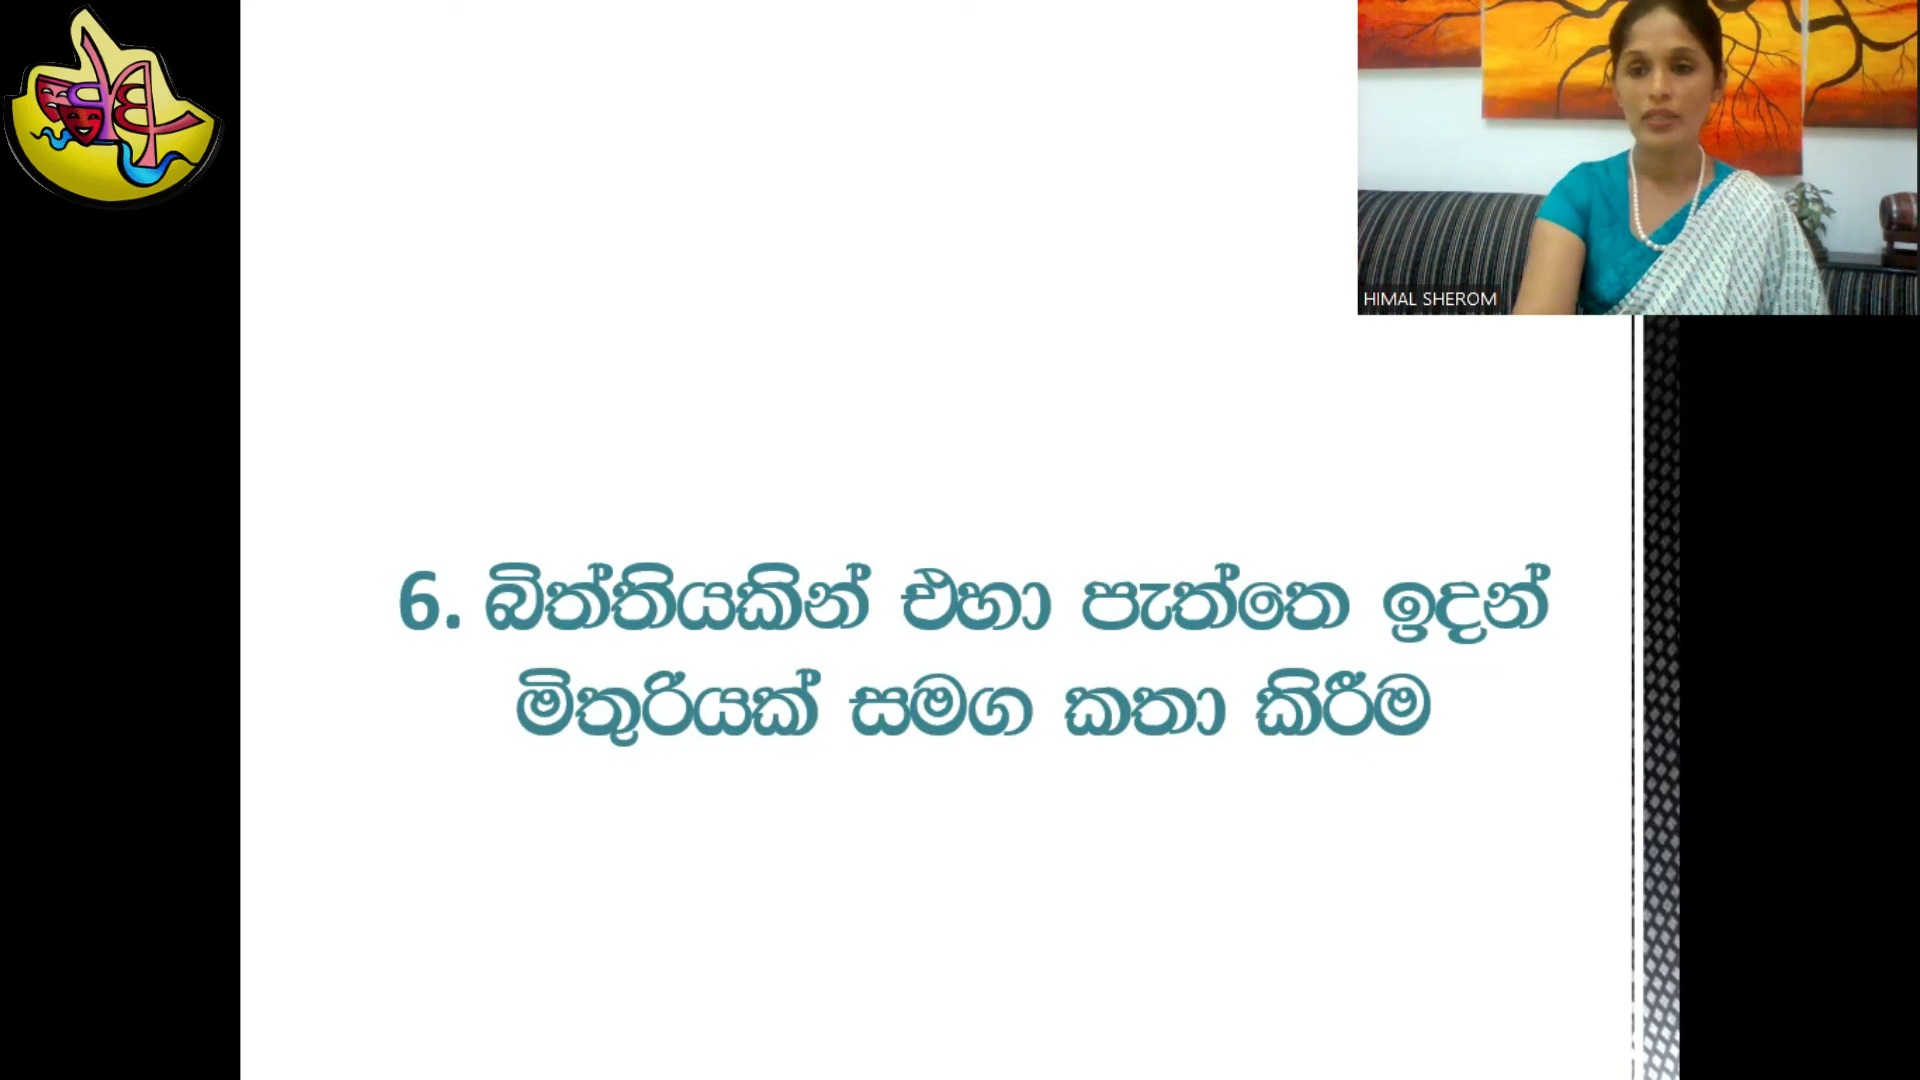 HIMAL SHEROM
6. බිත්තියකින් එහා පැත්තෙ ඉදන්
මිතුරියක් සමග කතා කිරීම